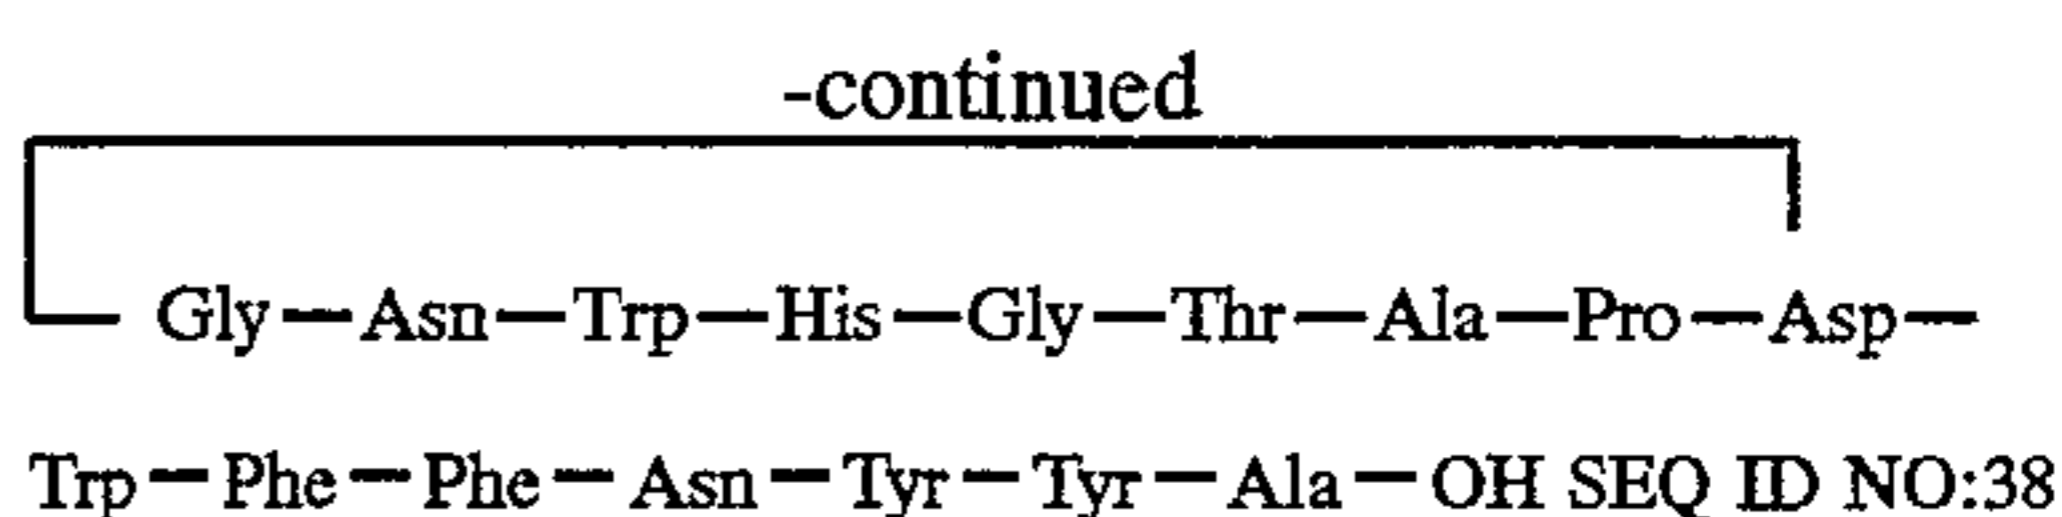 -continued
Gly—Asn—Trp—His—Gly—Thr—Ala—Pro—Asp—
Trp—Phe—Phe—Asn—Tyr—Tyr—Ala—OH SEQ ID NO:38